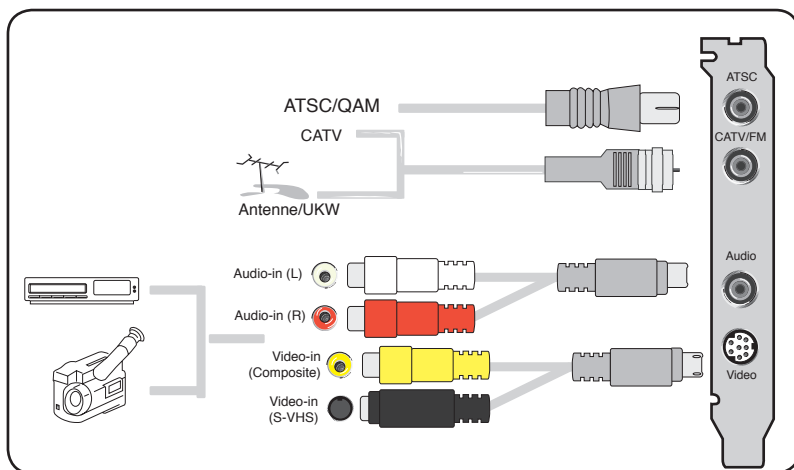 ATSC/QAM
CATV
Antenne/UKW
Audio-in (L)
Audio-in (R)
Video-in
(Composite)
Video-in
(S-VHS)
ATSC
CATV/FM
Audio
Video